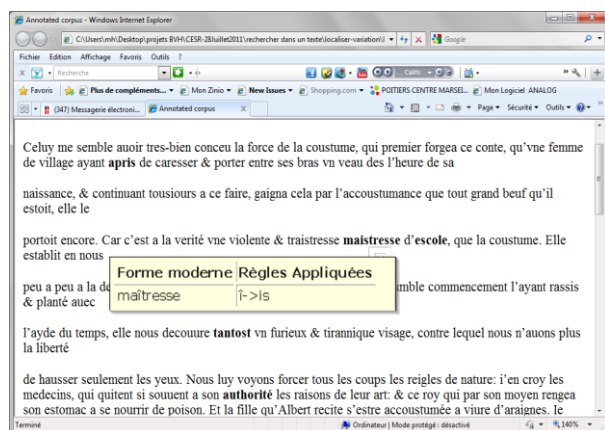 Annotated corpus - Windows Internet Explorer
C:\Users\mh\Desktop\projets BVH\CESR-28Juillet2011\rechercher dans un texte\localiser-variation\I
Google
Fichier Edition Affichage Favoris Outils ?
Recherche
Favoris Plus de complémentes... Mon Zinio New Issues Shopping.com POITIERS CENTRE MARSEL... Mon Logiciel ANALOG
(347) Messagerie électroni... Annotated corpus Page Sécurité Outils
Celuy me semble auoir tres-bien conceu la force de la coustume, qui premier forgea ce conte, qu'vne femme
de village ayant apris de caresser & porter entre ses bras vn veau des l'heure de sa
naissance, & continuant tousiours a ce faire, gaigna cela par l'accoustumance que tout grand beuf qu'il
estoit, elle le
portoit encore. Car c'est a la verité vne violente & traistresse maistresse d'escole, que la coustume. Elle
establit en nous
Forme moderne Règles Appliquées
maîtresse î->is
peu a peu a la de umble commencement l'ayant rassis
& planté auec
l'ayde du temps, elle nous decouure tantost vn furieux & tirannique visage, contre lequel nous n'auons plus
la liberté
de hausser seulement les yeux. Nous luy voyons forcer tous les coups les reigles de nature: i'en croy les
medecins, qui quitent si souuent a son authorité les raisons de leur art: & ce roy qui par son moyen rengea
son estomac a se nourrir de poison. Et la fille qu'Albert recite s'estre accoustumee a viure d'araignes. Ie
Terminé Ordinateur | Mode protégé : désactivé 140%